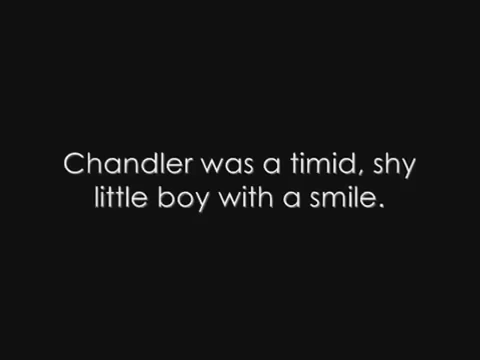 Chandler was a timid, shy
little boy with a smile.